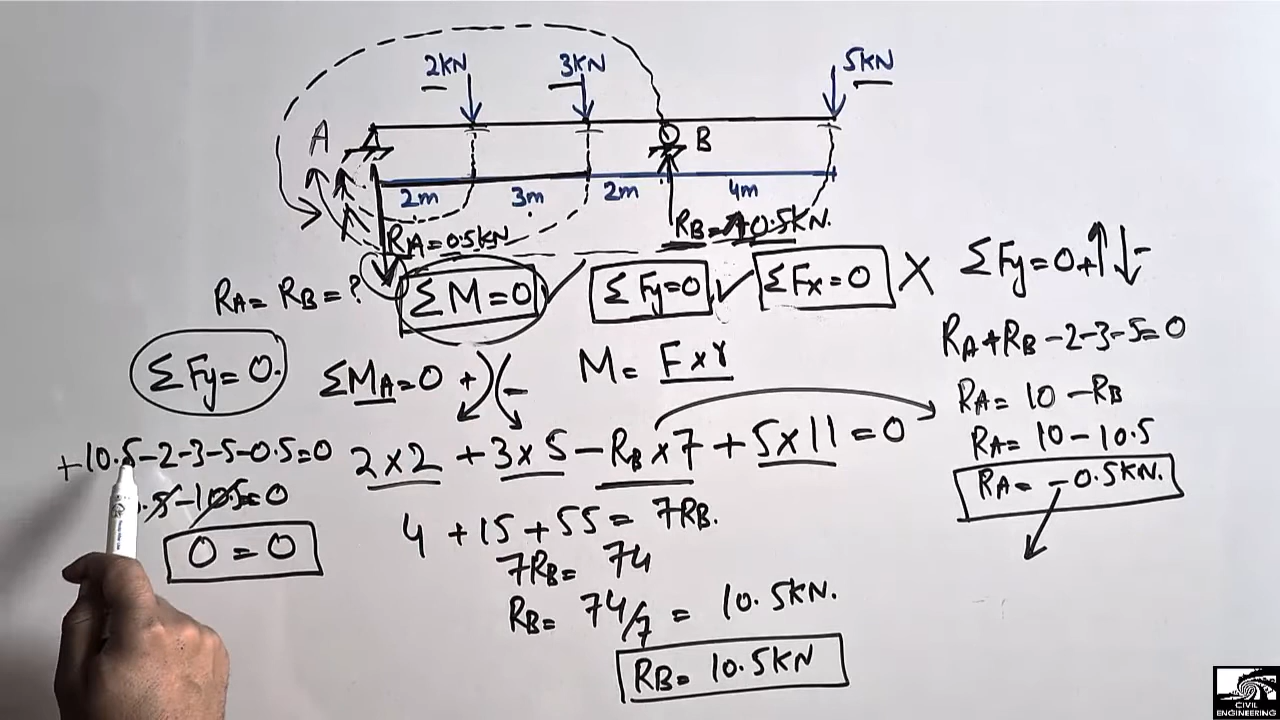 2KN 3KN 5KN
A B
2m 3m 2m 4m
RA=0.5KN RB=10.5KN.
RA= RB=? ΣM=0 ΣFy=0 ΣFx=0 X ΣFy=0+↑↓-
ΣFy=0. ΣMA=0 +)(- M= F×r
RA+RB-2-3-5=0
RA= 10 -RB
RA= 10-10.5
RA= -0.5KN.
+10.5-2-3-5-0.5=0
.5-10.5=0
0=0
2×2 +3×5 -RB×7 +5×11 =0
4 +15 +55= 7RB.
7RB= 74
RB= 74/7 = 10.5KN.
RB= 10.5KN
CIVIL
ENGINEERING